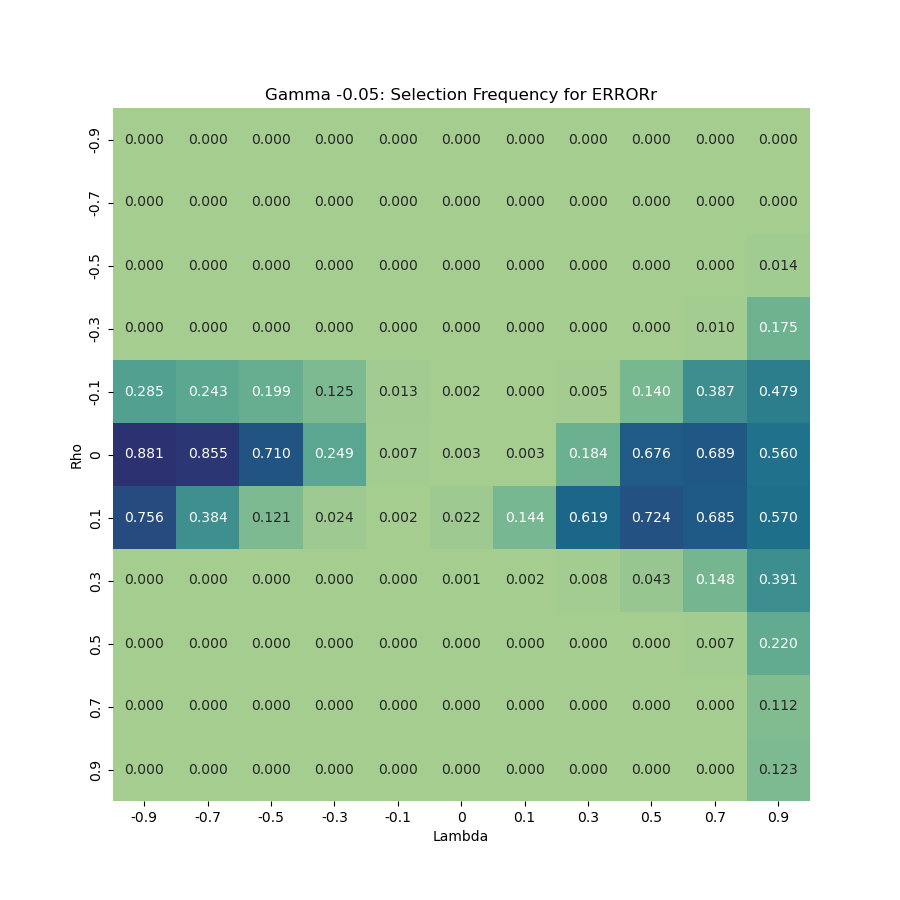 Gamma -0.05: Selection Frequency for ERRORr
Rho
-0.9 0.000 0.000 0.000 0.000 0.000 0.000 0.000 0.000 0.000 0.000 0.000
-0.7 0.000 0.000 0.000 0.000 0.000 0.000 0.000 0.000 0.000 0.000 0.000
-0.5 0.000 0.000 0.000 0.000 0.000 0.000 0.000 0.000 0.000 0.000 0.014
-0.3 0.000 0.000 0.000 0.000 0.000 0.000 0.000 0.000 0.000 0.010 0.175
-0.1 0.285 0.243 0.199 0.125 0.013 0.002 0.000 0.005 0.140 0.387 0.479
0 0.881 0.855 0.710 0.249 0.007 0.003 0.003 0.184 0.676 0.689 0.560
0.1 0.756 0.384 0.121 0.024 0.002 0.022 0.144 0.619 0.724 0.685 0.570
0.3 0.000 0.000 0.000 0.000 0.000 0.001 0.002 0.008 0.043 0.148 0.391
0.5 0.000 0.000 0.000 0.000 0.000 0.000 0.000 0.000 0.000 0.007 0.220
0.7 0.000 0.000 0.000 0.000 0.000 0.000 0.000 0.000 0.000 0.000 0.112
0.9 0.000 0.000 0.000 0.000 0.000 0.000 0.000 0.000 0.000 0.000 0.123
-0.9 -0.7 -0.5 -0.3 -0.1 0 0.1 0.3 0.5 0.7 0.9
Lambda